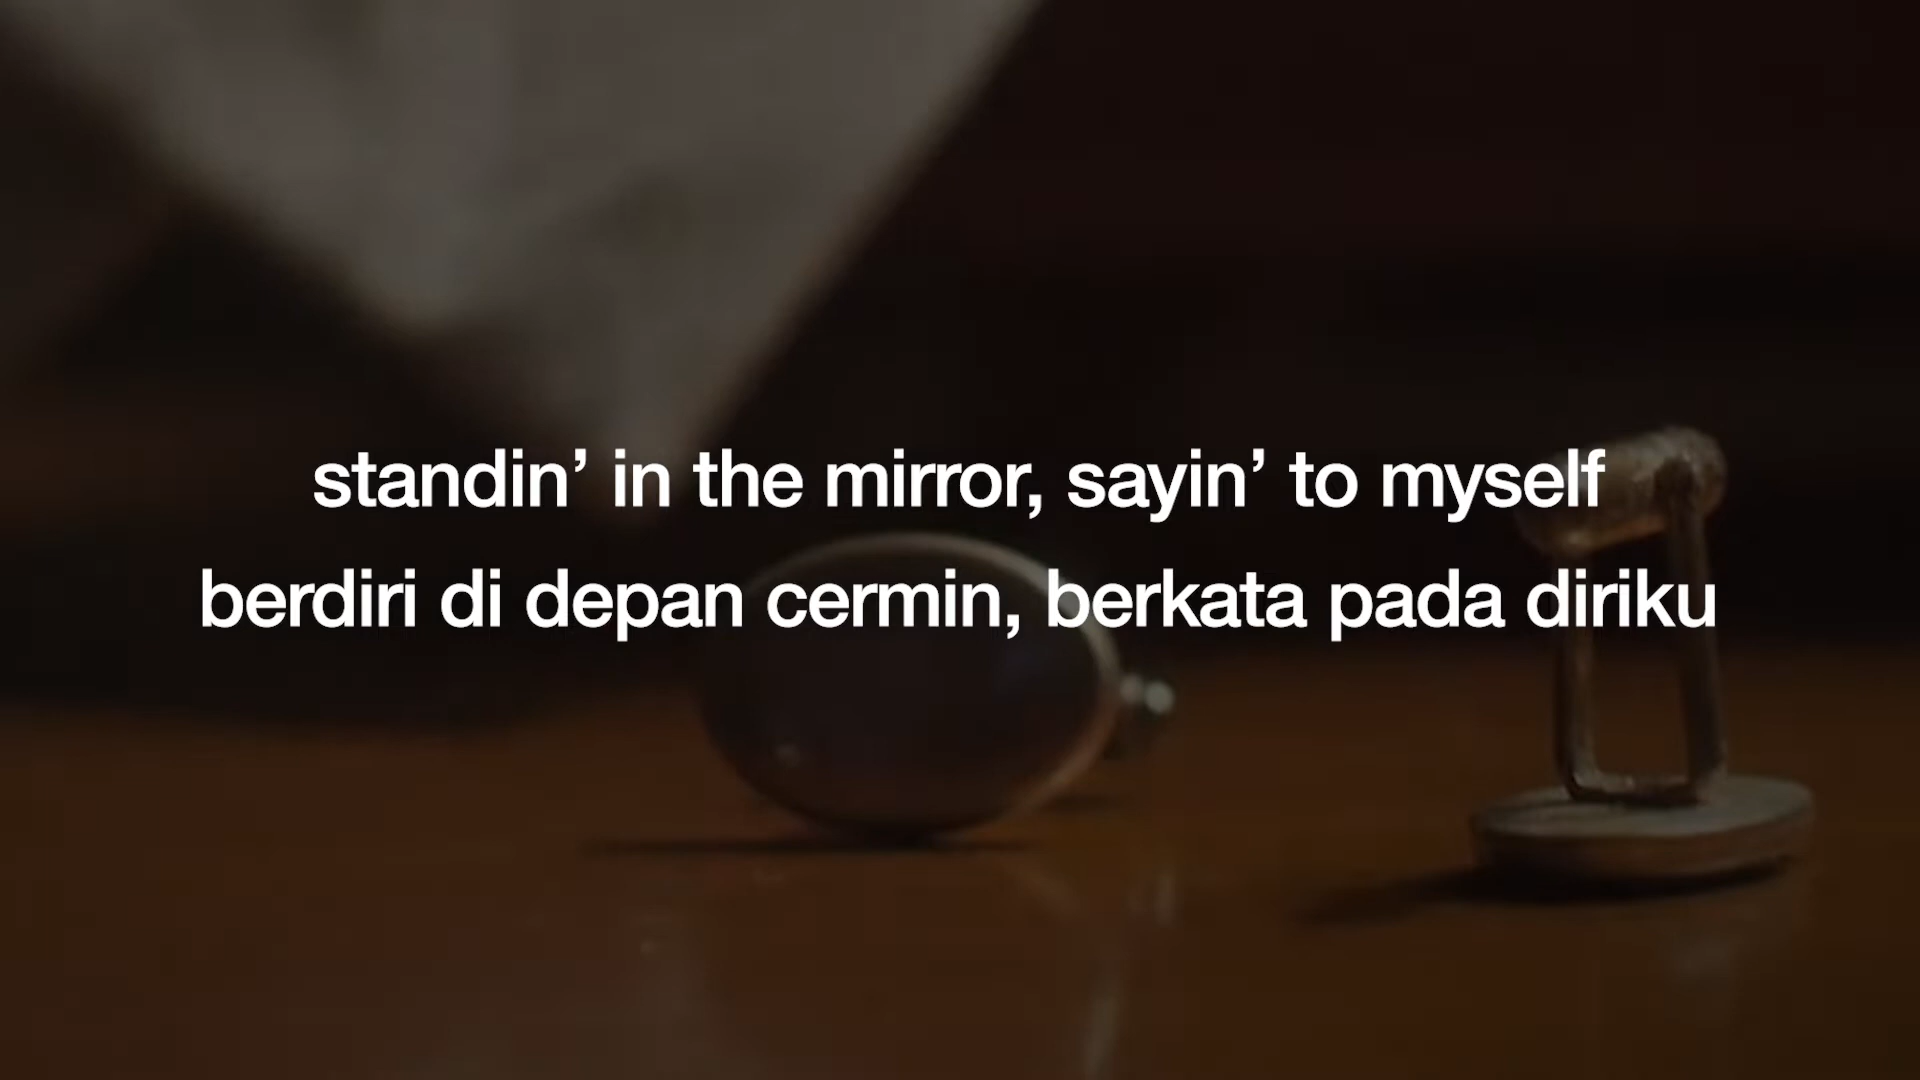 standin’ in the mirror, sayin’ to myself
berdiri di depan cermin, berkata pada diriku